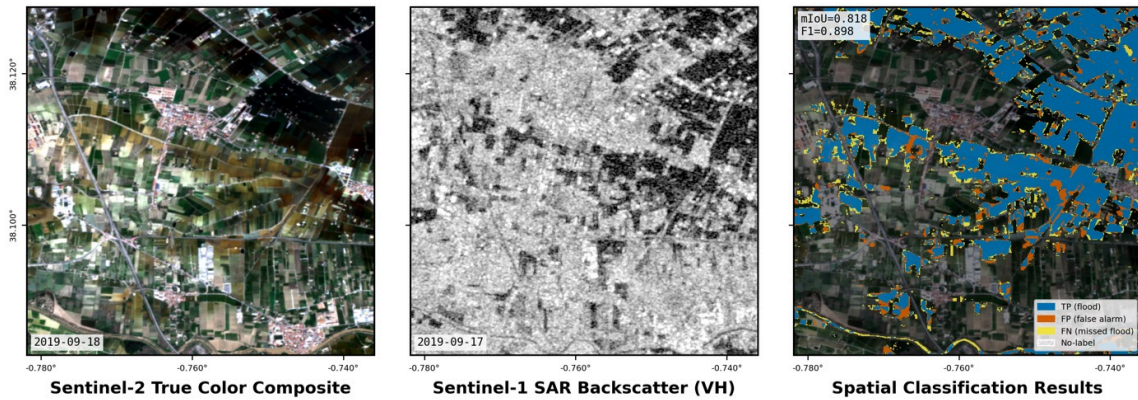 mIoU=0.818
F1=0.898
38.120°
38.100°
2019-09-18
2019-09-17
TP (flood)
FP (false alarm)
FN (missed flood)
No-label
-0.780° -0.760° -0.740°
-0.780° -0.760° -0.740°
-0.780° -0.760° -0.740°
Sentinel-2 True Color Composite
Sentinel-1 SAR Backscatter (VH)
Spatial Classification Results